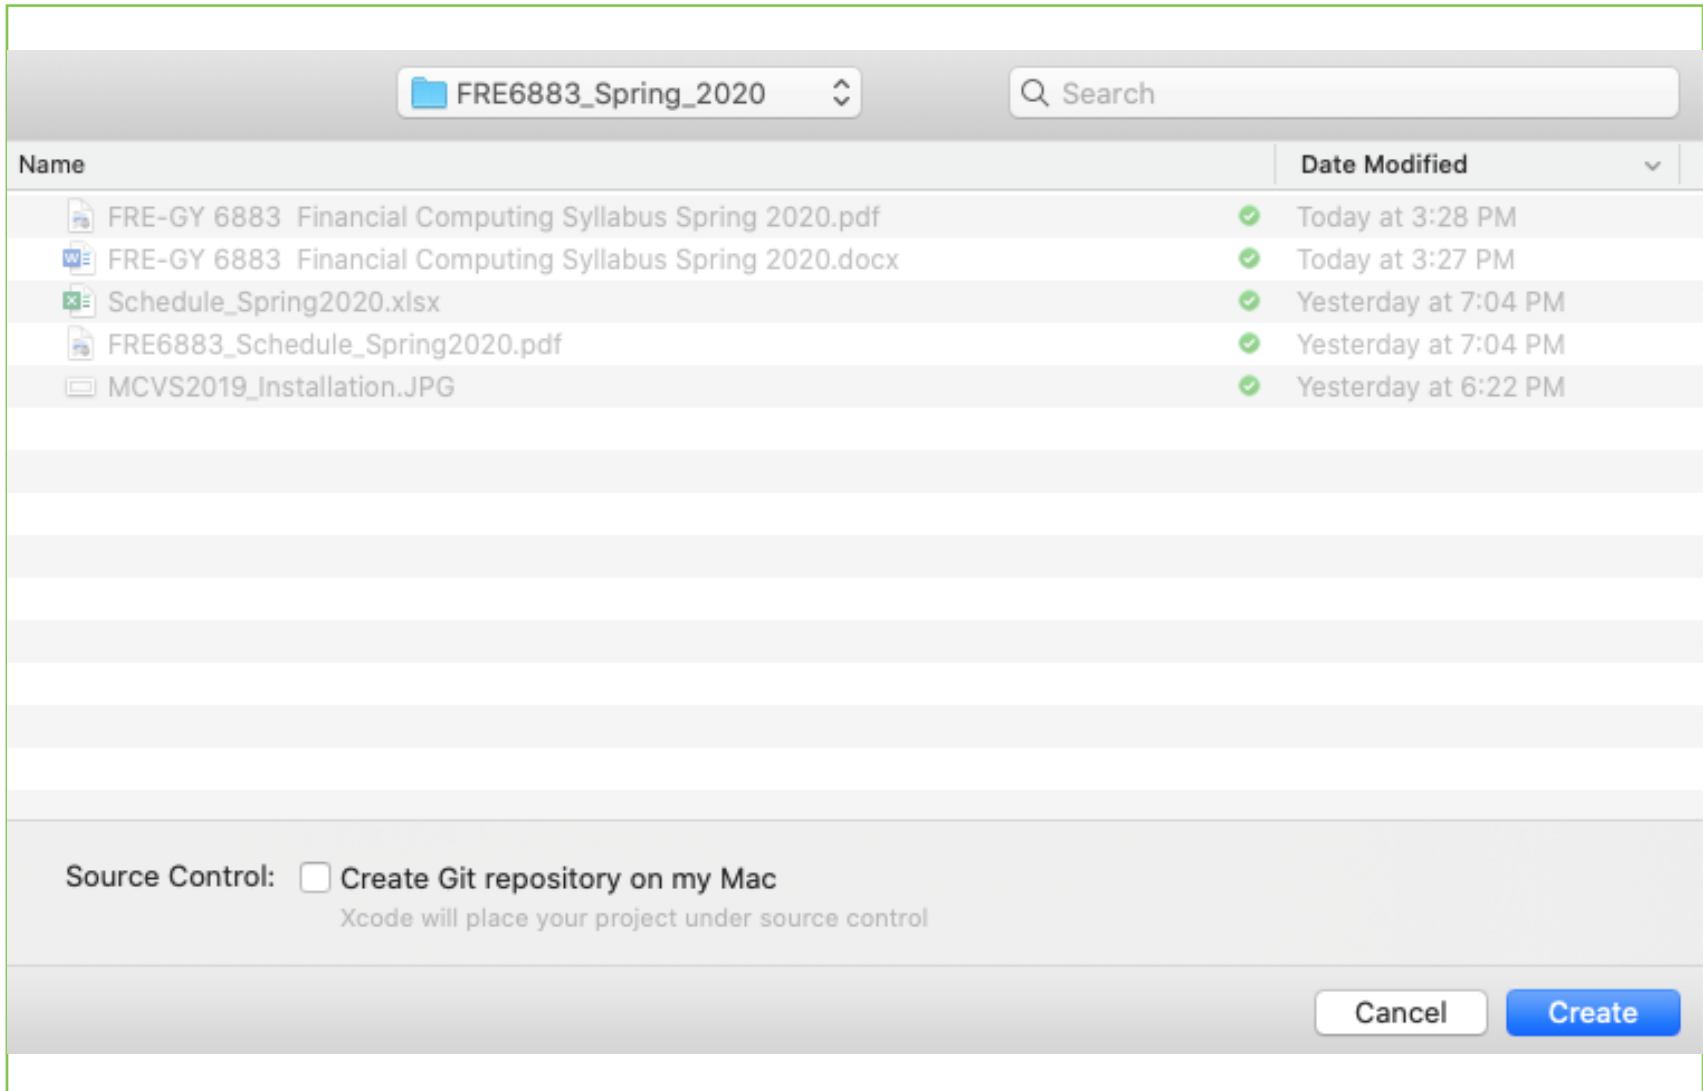 FRE6883_Spring_2020 Search
Name Date Modified
FRE-GY 6883  Financial Computing Syllabus Spring 2020.pdf Today at 3:28 PM
FRE-GY 6883  Financial Computing Syllabus Spring 2020.docx Today at 3:27 PM
Schedule_Spring2020.xlsx Yesterday at 7:04 PM
FRE6883_Schedule_Spring2020.pdf Yesterday at 7:04 PM
MCVS2019_Installation.JPG Yesterday at 6:22 PM
Source Control: Create Git repository on my Mac
Xcode will place your project under source control
Cancel Create